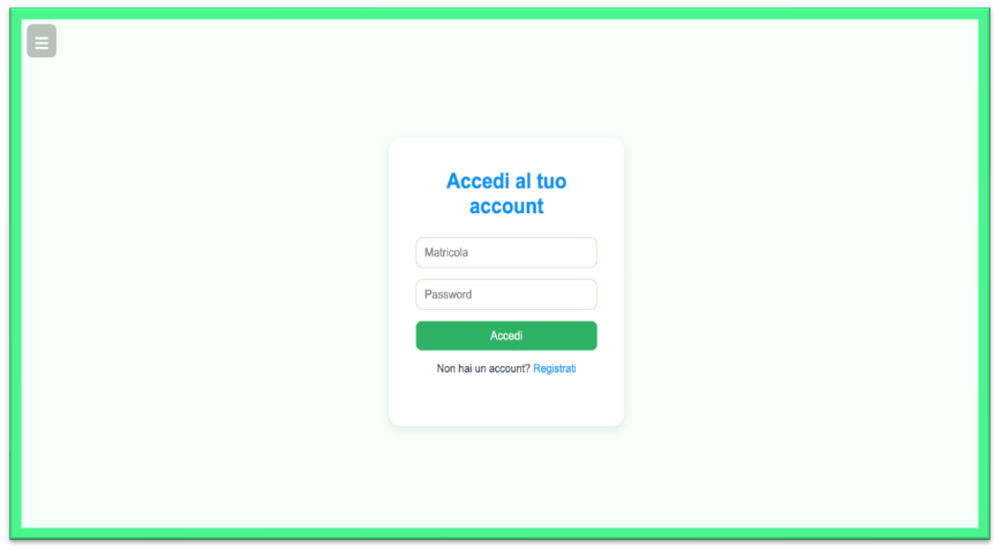 Accedi al tuo
account
Matricola
Password
Accedi
Non hai un account? Registrati